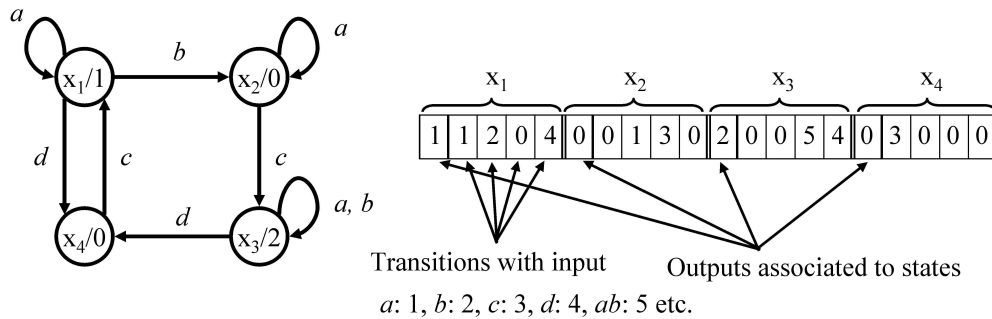 a
a
b
x₁/1
x₂/0
x₁ x₂ x₃ x₄
1 1 2 0 4 0 0 1 3 0 2 0 0 5 4 0 3 0 0 0
d
c
c
a, b
d
x₄/0
x₃/2
Transitions with input
Outputs associated to states
a: 1, b: 2, c: 3, d: 4, ab: 5 etc.